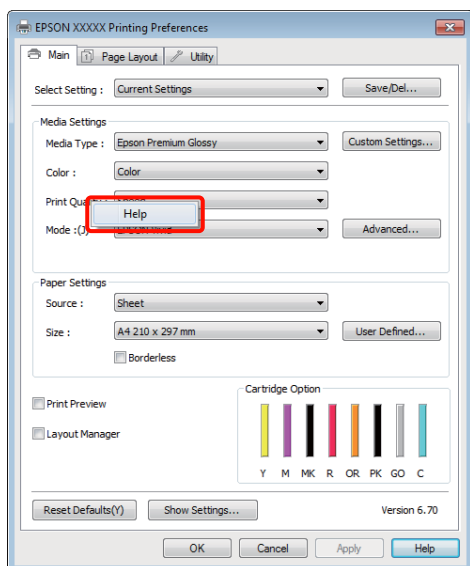 EPSON XXXXX Printing Preferences
Main Page Layout Utility
Select Setting : Current Settings Save/Del...
Media Settings
Media Type : Epson Premium Glossy Custom Settings...
Color : Color
Print
Help
Mode :(J) Advanced...
Paper Settings
Source : Sheet
Size : A4 210 x 297 mm User Defined...
Borderless
Print Preview
Layout Manager
Cartridge Option
Y M MK R OR PK GO C
Reset Defaults(Y) Show Settings... Version 6.70
OK Cancel Apply Help